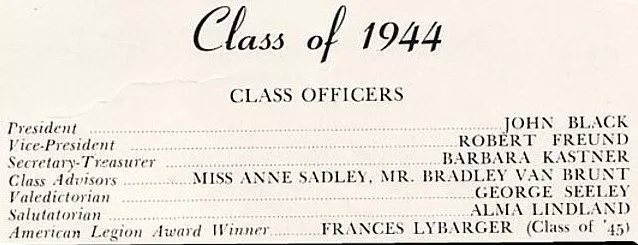 Class of 1944
CLASS OFFICERS
President JOHN BLACK
Vice-President ROBERT FREUND
Secretary-Treasurer BARBARA KASTNER
Class Advisors MISS ANNE SADLEY, MR. BRADLEY VAN BRUNT
Valedictorian GEORGE SEELEY
Salutatorian ALMA LINDLAND
American Legion Award Winner FRANCES LYBARGER (Class of '45)